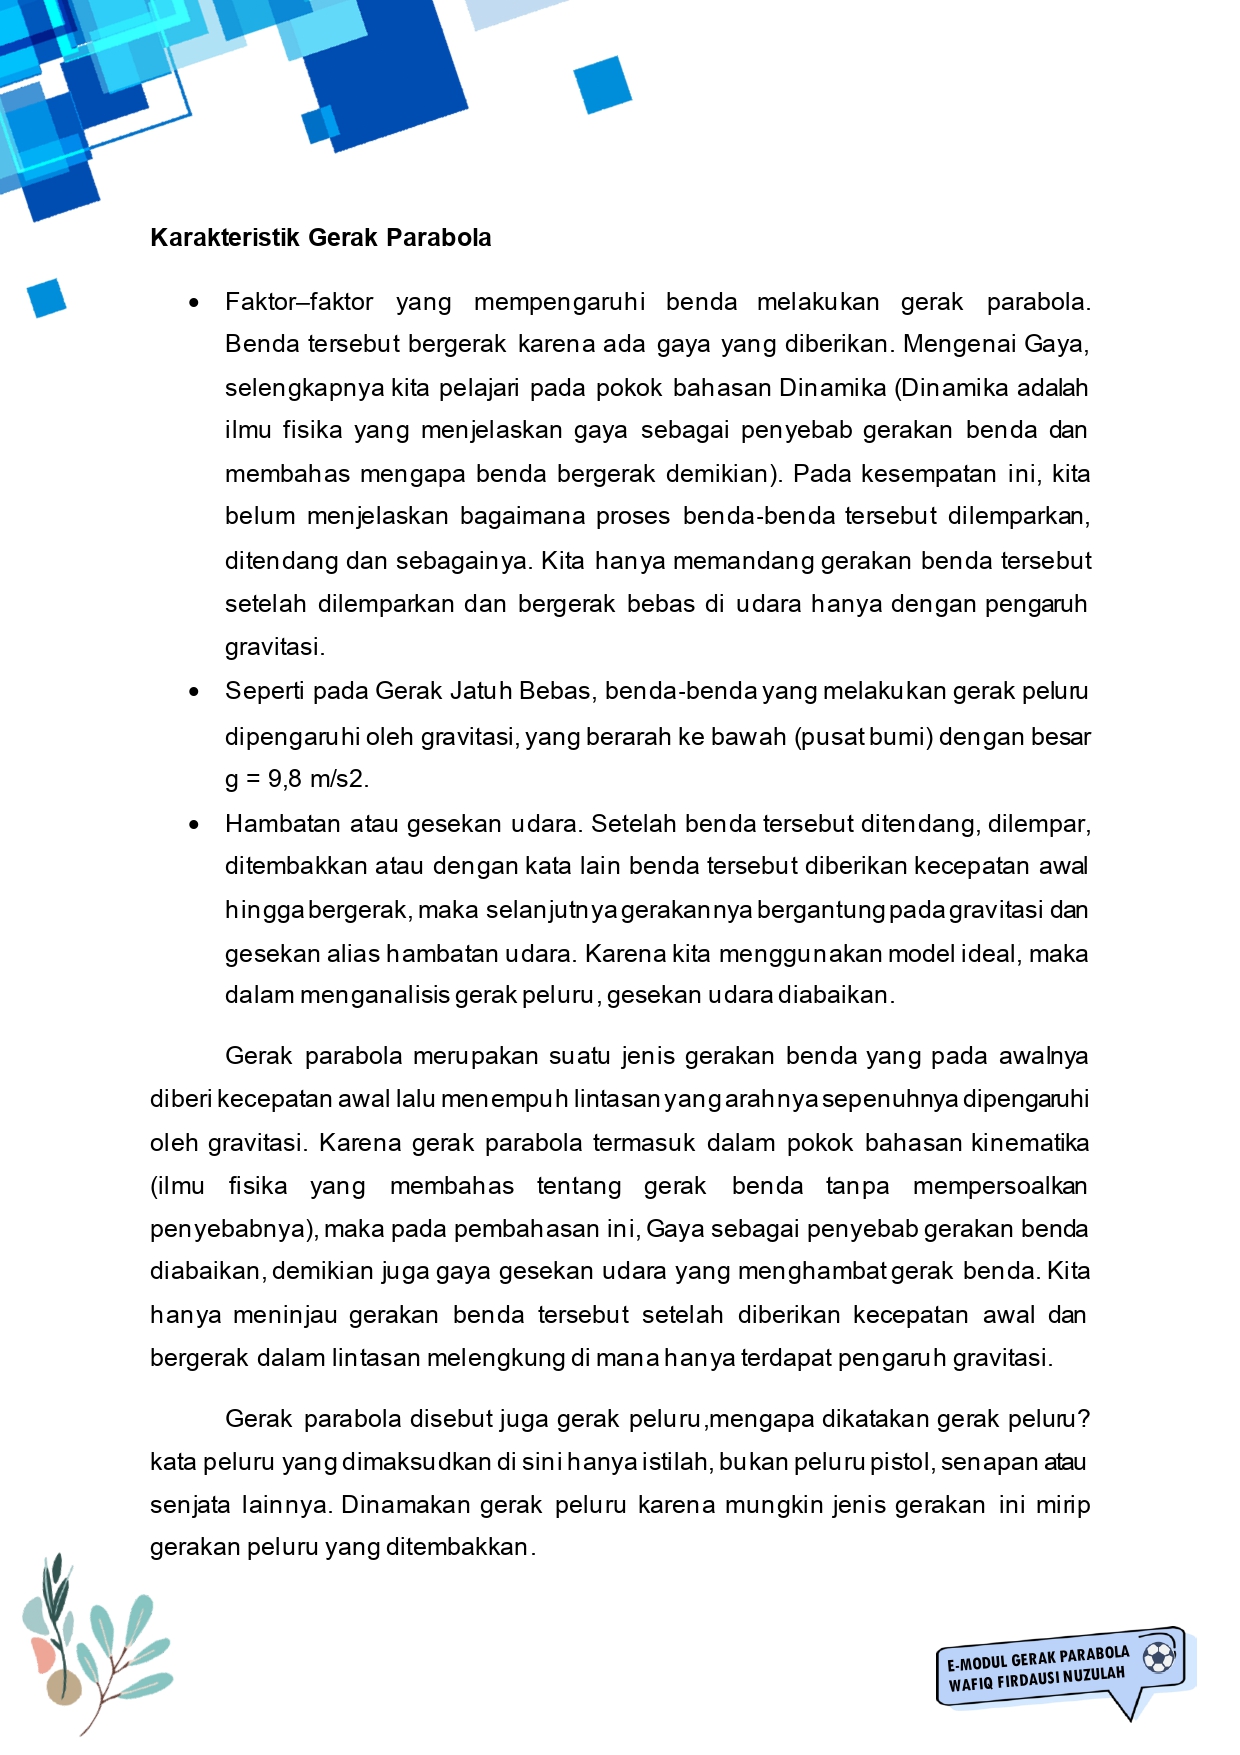 Karakteristik Gerak Parabola
• Faktor–faktor yang mempengaruhi benda melakukan gerak parabola.
Benda tersebut bergerak karena ada gaya yang diberikan. Mengenai Gaya,
selengkapnya kita pelajari pada pokok bahasan Dinamika (Dinamika adalah
ilmu fisika yang menjelaskan gaya sebagai penyebab gerakan benda dan
membahas mengapa benda bergerak demikian). Pada kesempatan ini, kita
belum menjelaskan bagaimana proses benda-benda tersebut dilemparkan,
ditendang dan sebagainya. Kita hanya memandang gerakan benda tersebut
setelah dilemparkan dan bergerak bebas di udara hanya dengan pengaruh
gravitasi.
• Seperti pada Gerak Jatuh Bebas, benda-benda yang melakukan gerak peluru
dipengaruhi oleh gravitasi, yang berarah ke bawah (pusat bumi) dengan besar
g = 9,8 m/s2.
• Hambatan atau gesekan udara. Setelah benda tersebut ditendang, dilempar,
ditembakkan atau dengan kata lain benda tersebut diberikan kecepatan awal
hingga bergerak, maka selanjutnya gerakannya bergantung pada gravitasi dan
gesekan alias hambatan udara. Karena kita menggunakan model ideal, maka
dalam menganalisis gerak peluru, gesekan udara diabaikan.
Gerak parabola merupakan suatu jenis gerakan benda yang pada awalnya
diberi kecepatan awal lalu menempuh lintasan yang arahnya sepenuhnya dipengaruhi
oleh gravitasi. Karena gerak parabola termasuk dalam pokok bahasan kinematika
(ilmu fisika yang membahas tentang gerak benda tanpa mempersoalkan
penyebabnya), maka pada pembahasan ini, Gaya sebagai penyebab gerakan benda
diabaikan, demikian juga gaya gesekan udara yang menghambat gerak benda. Kita
hanya meninjau gerakan benda tersebut setelah diberikan kecepatan awal dan
bergerak dalam lintasan melengkung di mana hanya terdapat pengaruh gravitasi.
Gerak parabola disebut juga gerak peluru,mengapa dikatakan gerak peluru?
kata peluru yang dimaksudkan di sini hanya istilah, bukan peluru pistol, senapan atau
senjata lainnya. Dinamakan gerak peluru karena mungkin jenis gerakan ini mirip
gerakan peluru yang ditembakkan.
E-MODUL GERAK PARABOLA
WAFIQ FIRDAUSI NUZULAH